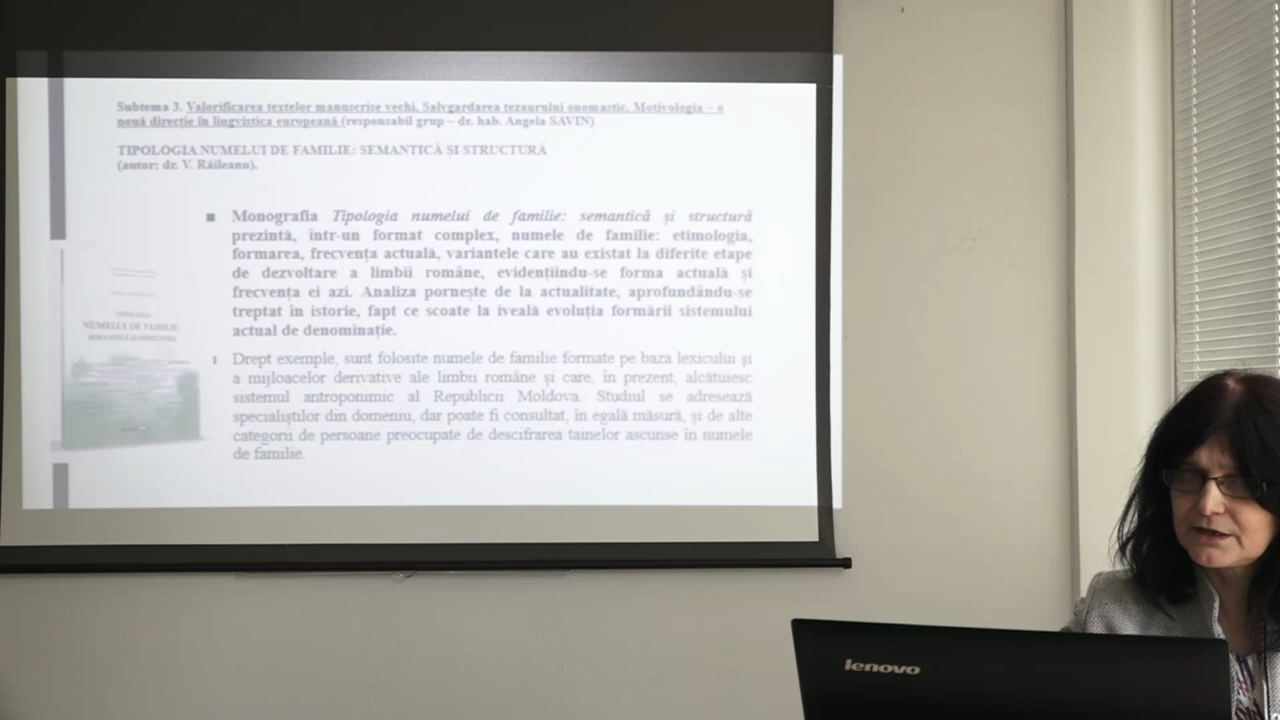 Subtema 3. Valorificarea textelor manuscrise vechi. Salvgardarea tezaurului onomastic. Motivologia – o
nouă direcție în lingvistica europeană (responsabil grup – dr. hab. Angela SAVIN)
TIPOLOGIA NUMELUI DE FAMILIE: SEMANTICĂ ȘI STRUCTURĂ
(autor: dr. V. Răileanu).
Monografia Tipologia numelui de familie: semantică și structură
prezintă, într-un format complex, numele de familie: etimologia,
formarea, frecvența actuală, variantele care au existat la diferite etape
de dezvoltare a limbii române, evidențiindu-se forma actuală și
frecvența ei azi. Analiza pornește de la actualitate, aprofundându-se
treptat în istorie, fapt ce scoate la iveală evoluția formării sistemului
actual de denominație.
Drept exemple, sunt folosite numele de familie formate pe baza lexicului și
a mijloacelor derivative ale limbii române și care, în prezent, alcătuiesc
sistemul antroponimic al Republicii Moldova. Studiul se adresează
specialiștilor din domeniu, dar poate fi consultat, în egală măsură, și de alte
categorii de persoane preocupate de descifrarea tainelor ascunse în numele
de familie.
TIPOLOGIA
NUMELUI DE FAMILIE:
SEMANTICĂ ȘI STRUCTURĂ
lenovo